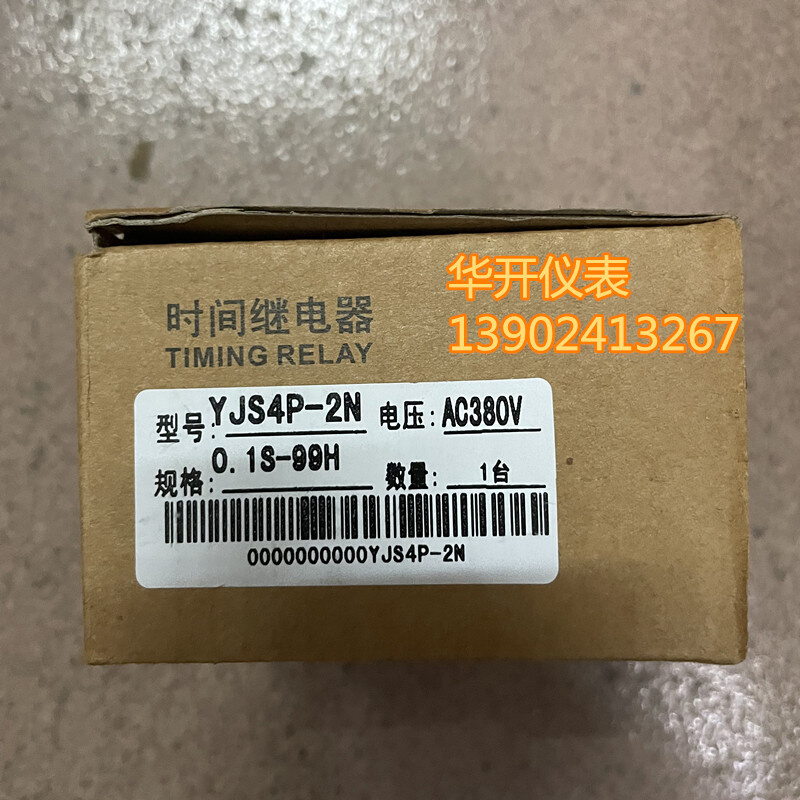 华开仪表
13902413267
时间继电器
TIMING RELAY
型号: YJS4P-2N 电压: AC380V
规格: 0.1S-99H 数量: 1台
0000000000YJS4P-2N